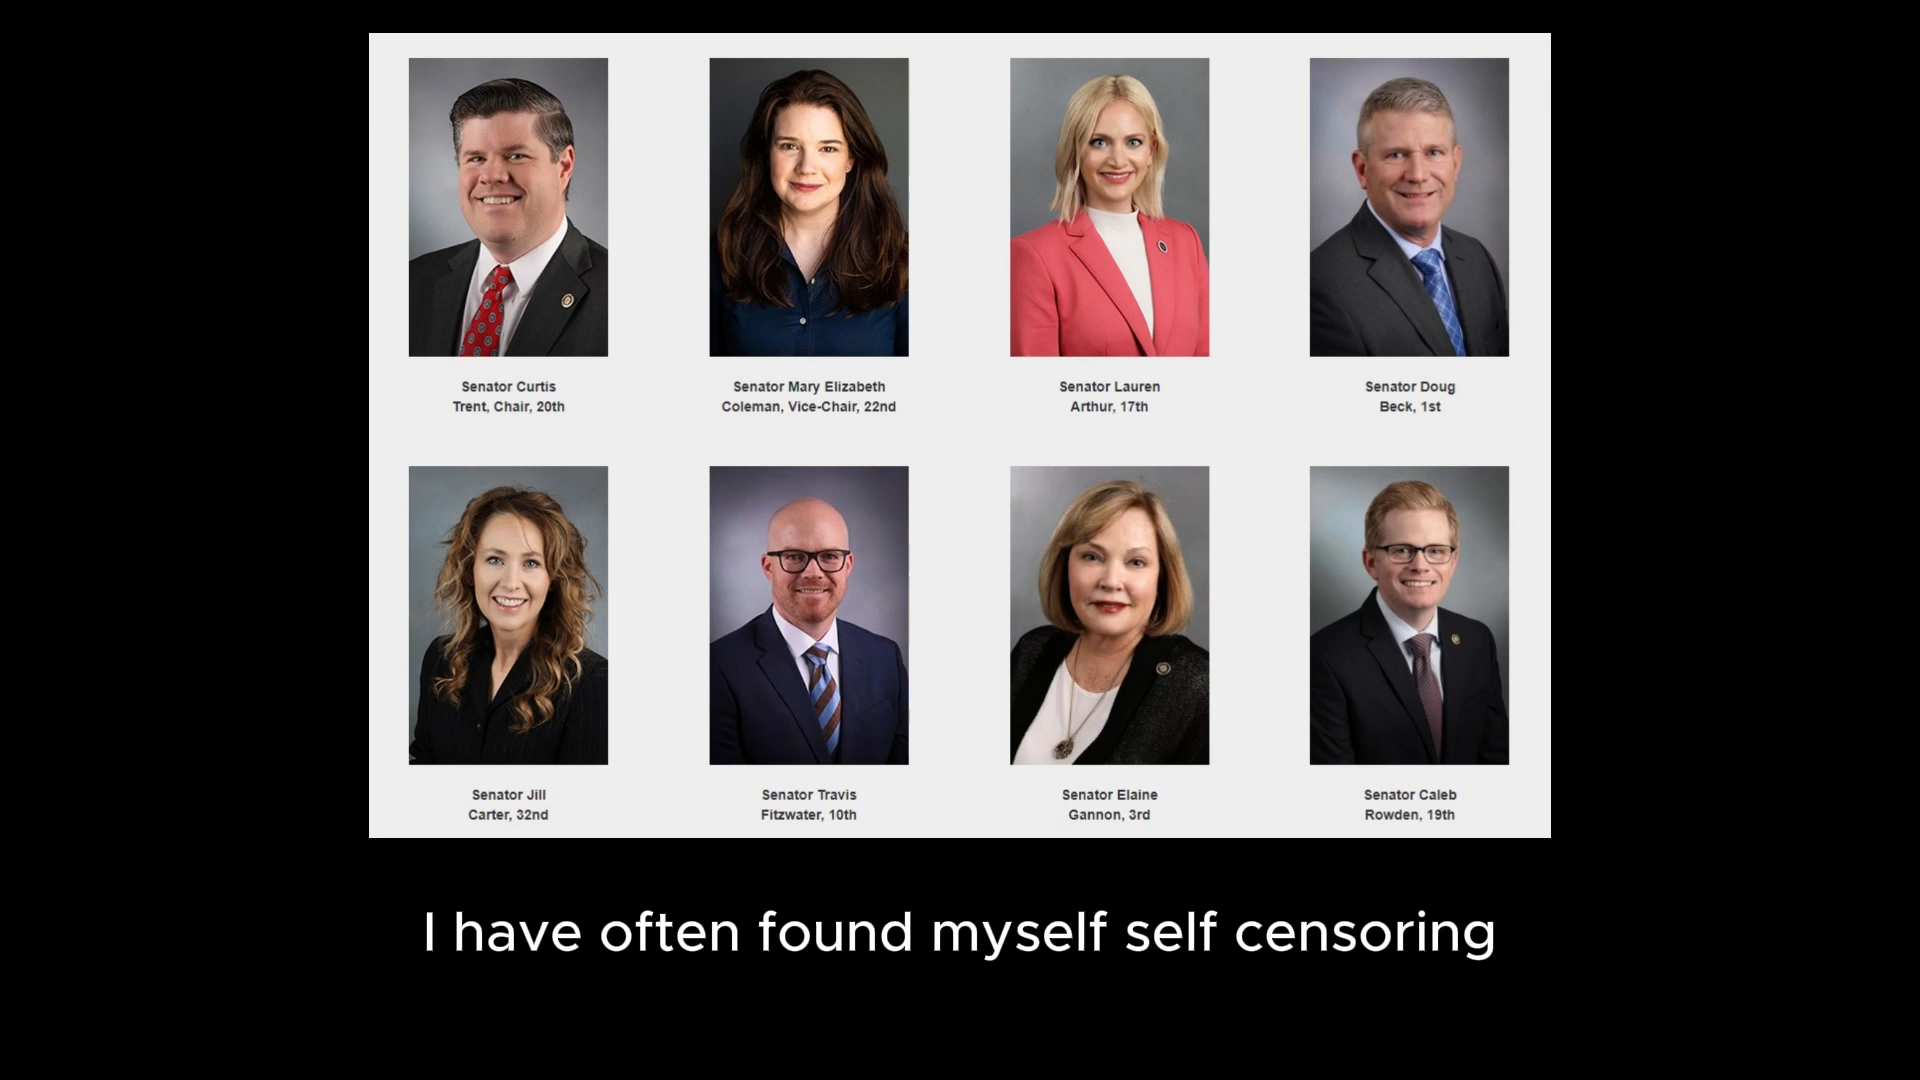 Senator Curtis
Trent, Chair, 20th
Senator Mary Elizabeth
Coleman, Vice-Chair, 22nd
Senator Lauren
Arthur, 17th
Senator Doug
Beck, 1st
Senator Jill
Carter, 32nd
Senator Travis
Fitzwater, 10th
Senator Elaine
Gannon, 3rd
Senator Caleb
Rowden, 19th
I have often found myself self censoring